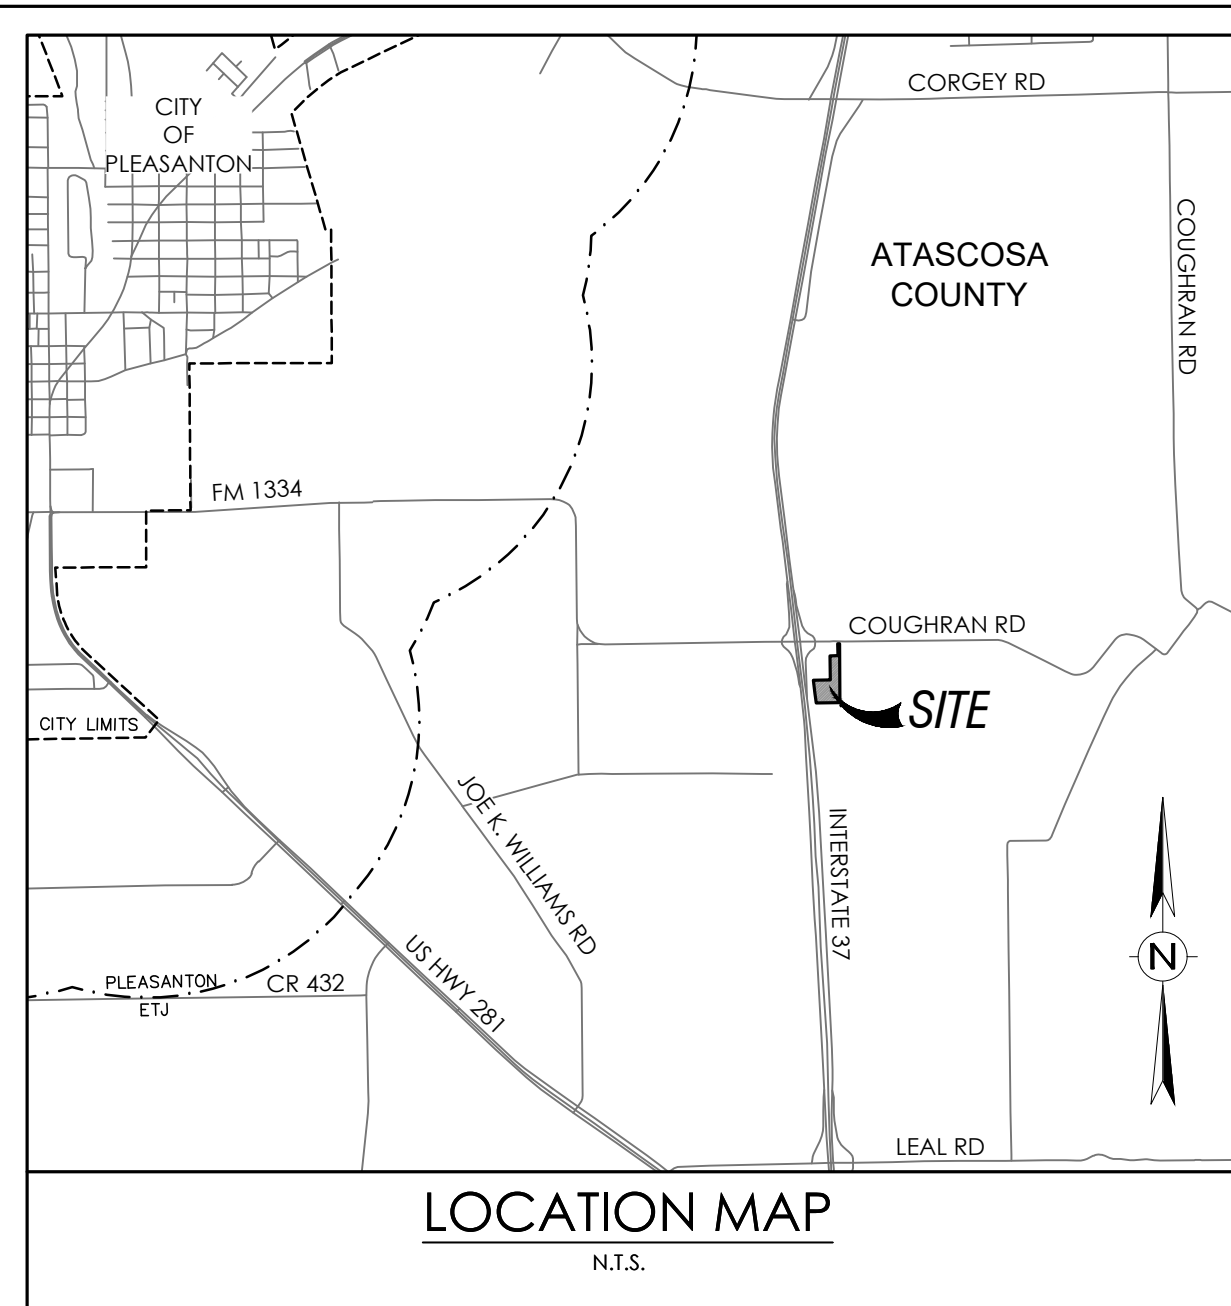 CORGEY RD
CITY
OF
PLEASANTON
COUGHRAN RD
ATASCOSA
COUNTY
FM 1334
COUGHRAN RD
SITE
CITY LIMITS
JOE K. WILLIAMS RD
INTERSTATE 37
US HWY 281
N
PLEASANTON
ETJ
CR 432
LEAL RD
LOCATION MAP
N.T.S.